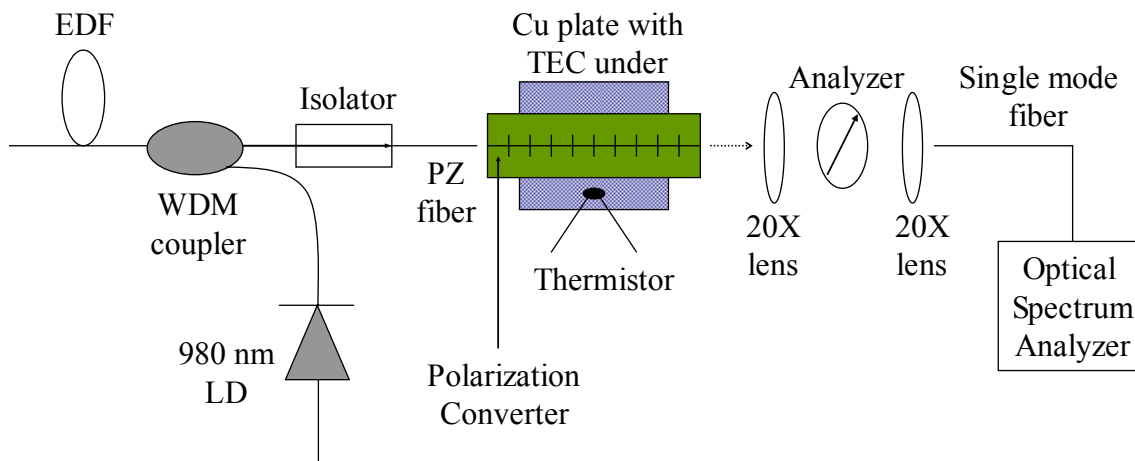 EDF
Cu plate with
TEC under
Isolator
Analyzer
Single mode
fiber
WDM
coupler
PZ
fiber
Thermistor
20X
lens
20X
lens
Optical
Spectrum
Analyzer
980 nm
LD
Polarization
Converter